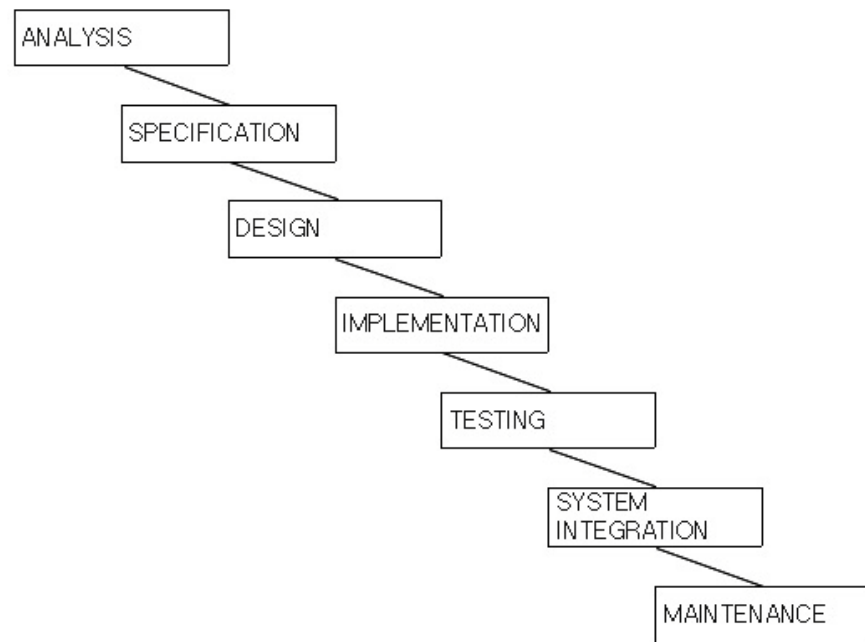 ANALYSIS
SPECIFICATION
DESIGN
IMPLEMENTATION
TESTING
SYSTEM
INTEGRATION
MAINTENANCE